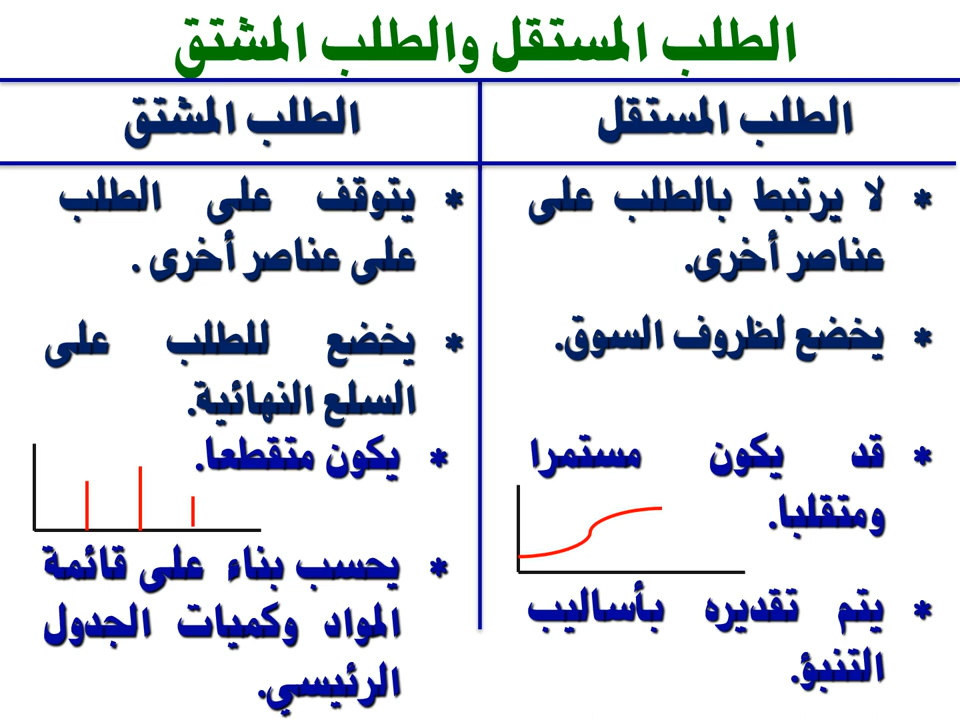 الطلب المستقل والطلب المشتق
الطلب المستقل
* لا يرتبط بالطلب على
عناصر أخرى.
* يخضع لظروف السوق.
* قد يكون مستمرا
ومتقلبا.
* يتم تقديره بأساليب
التنبؤ.
الطلب المشتق
* يتوقف على الطلب
على عناصر أخرى .
* يخضع للطلب على
السلع النهائية.
* يكون متقطعا.
* يحسب بناء على قائمة
المواد وكميات الجدول
الرئيسي.